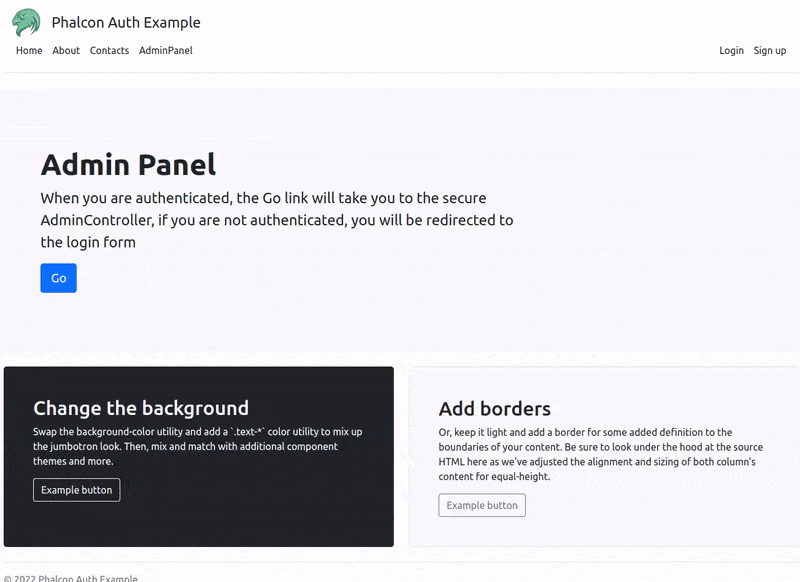 Phalcon Auth Example
Home About Contacts AdminPanel Login Sign up
Admin Panel
When you are authenticated, the Go link will take you to the secure
AdminController, if you are not authenticated, you will be redirected to
the login form
Go
Change the background
Swap the background-color utility and add a `.text-*` color utility to mix up
the jumbotron look. Then, mix and match with additional component
themes and more.
Example button
Add borders
Or, keep it light and add a border for some added definition to the
boundaries of your content. Be sure to look under the hood at the source
HTML here as we've adjusted the alignment and sizing of both column's
content for equal-height.
Example button
© 2022 Phalcon Auth Example